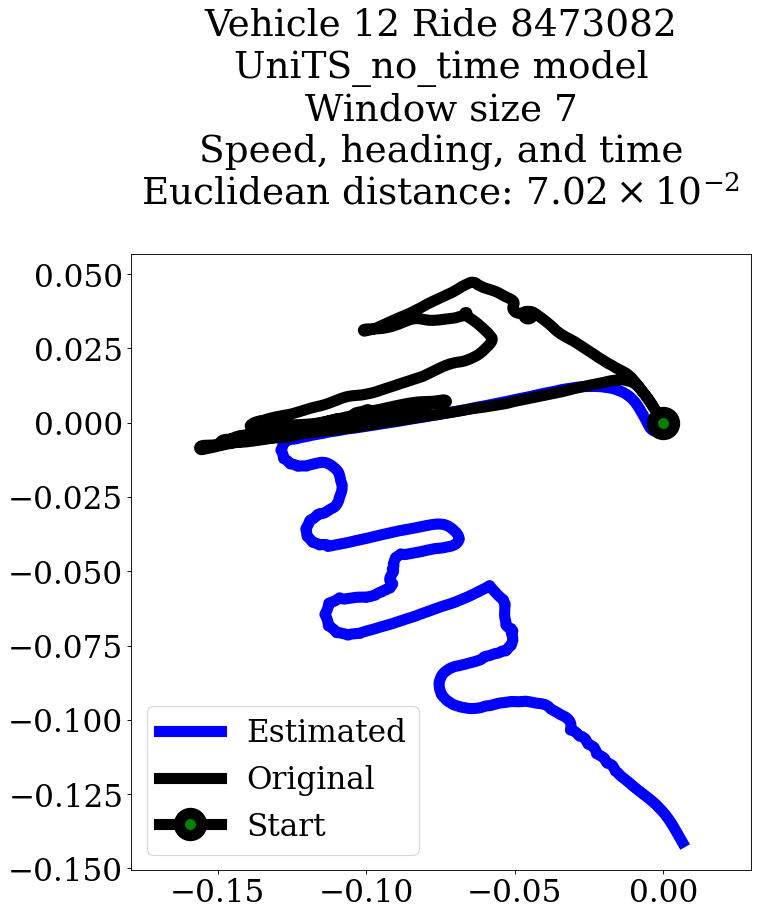 Vehicle 12 Ride 8473082
UniTS_no_time model
Window size 7
Speed, heading, and time
Euclidean distance: 7.02 × 10⁻²
0.050
0.025
0.000
−0.025
−0.050
−0.075
−0.100
−0.125
−0.150
Estimated
Original
Start
−0.15 −0.10 −0.05 0.00